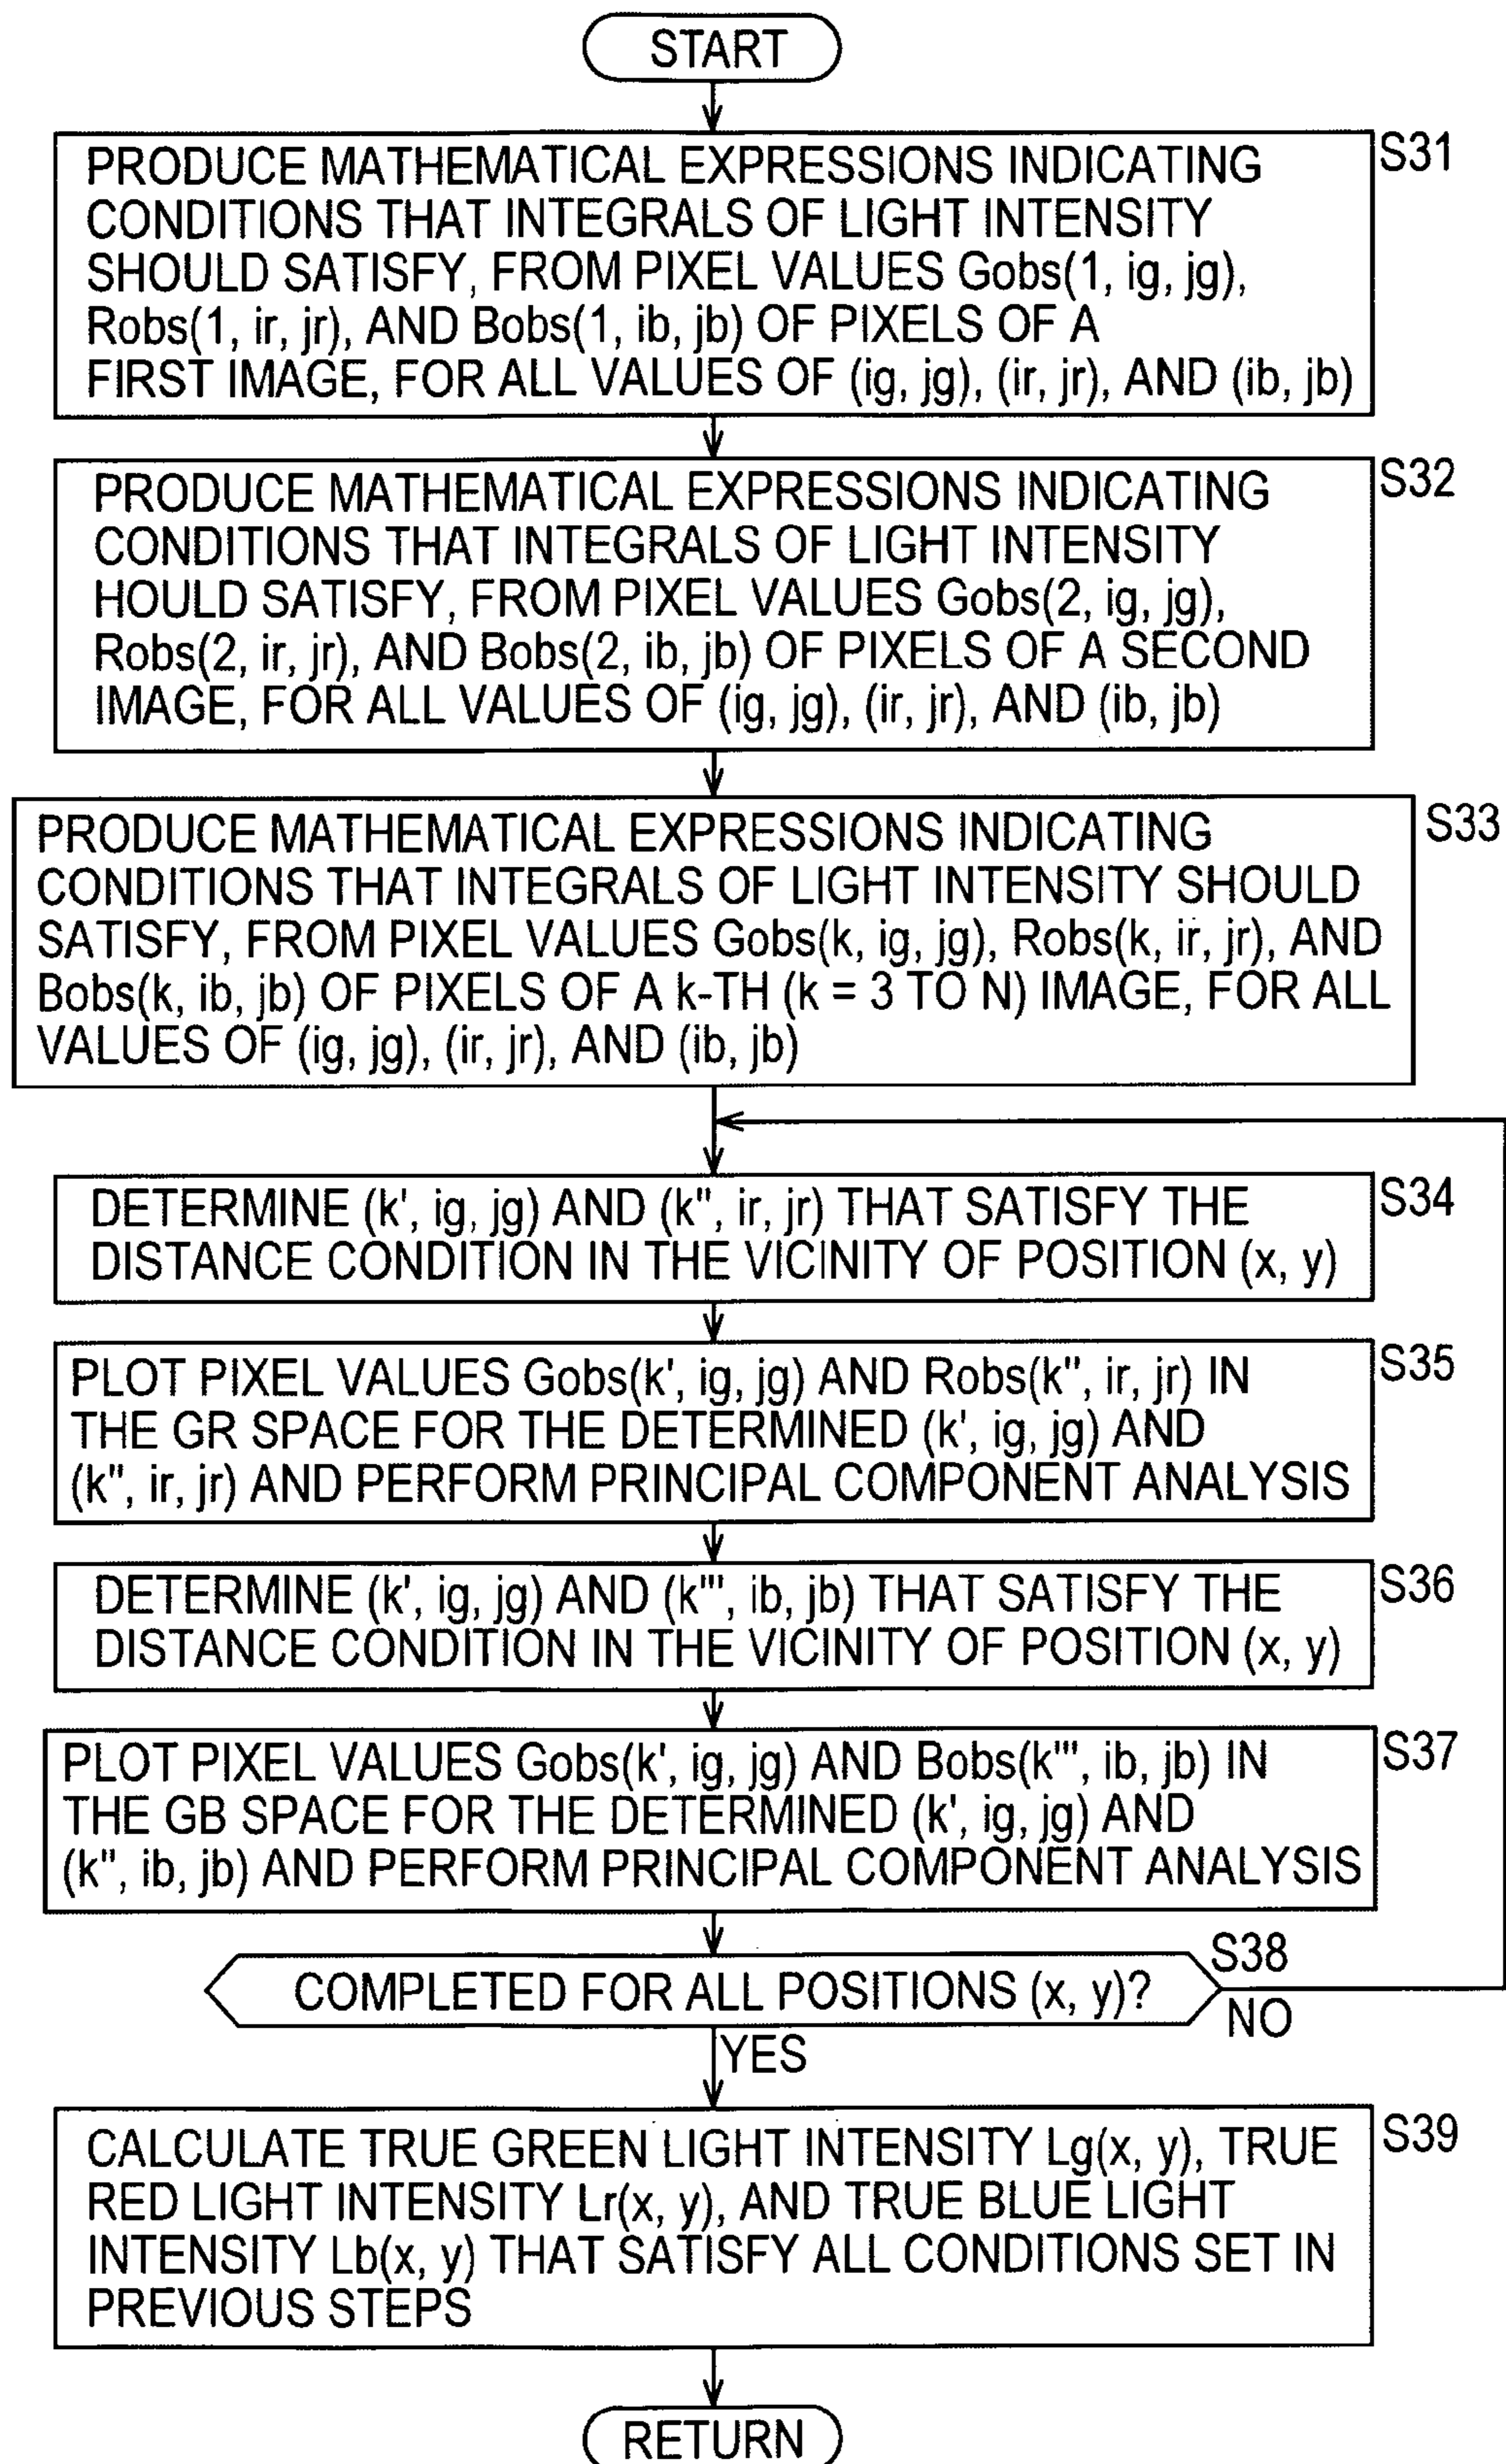 START
S31
PRODUCE MATHEMATICAL EXPRESSIONS INDICATING
CONDITIONS THAT INTEGRALS OF LIGHT INTENSITY
SHOULD SATISFY, FROM PIXEL VALUES Gobs(1, ig, jg),
Robs(1, ir, jr), AND Bobs(1, ib, jb) OF PIXELS OF A
FIRST IMAGE, FOR ALL VALUES OF (ig, jg), (ir, jr), AND (ib, jb)
S32
PRODUCE MATHEMATICAL EXPRESSIONS INDICATING
CONDITIONS THAT INTEGRALS OF LIGHT INTENSITY
HOULD SATISFY, FROM PIXEL VALUES Gobs(2, ig, jg),
Robs(2, ir, jr), AND Bobs(2, ib, jb) OF PIXELS OF A SECOND
IMAGE, FOR ALL VALUES OF (ig, jg), (ir, jr), AND (ib, jb)
S33
PRODUCE MATHEMATICAL EXPRESSIONS INDICATING
CONDITIONS THAT INTEGRALS OF LIGHT INTENSITY SHOULD
SATISFY, FROM PIXEL VALUES Gobs(k, ig, jg), Robs(k, ir, jr), AND
Bobs(k, ib, jb) OF PIXELS OF A k-TH (k = 3 TO N) IMAGE, FOR ALL
VALUES OF (ig, jg), (ir, jr), AND (ib, jb)
S34
DETERMINE (k', ig, jg) AND (k'', ir, jr) THAT SATISFY THE
DISTANCE CONDITION IN THE VICINITY OF POSITION (x, y)
S35
PLOT PIXEL VALUES Gobs(k', ig, jg) AND Robs(k'', ir, jr) IN
THE GR SPACE FOR THE DETERMINED (k', ig, jg) AND
(k'', ir, jr) AND PERFORM PRINCIPAL COMPONENT ANALYSIS
S36
DETERMINE (k', ig, jg) AND (k''', ib, jb) THAT SATISFY THE
DISTANCE CONDITION IN THE VICINITY OF POSITION (x, y)
S37
PLOT PIXEL VALUES Gobs(k', ig, jg) AND Bobs(k''', ib, jb) IN
THE GB SPACE FOR THE DETERMINED (k', ig, jg) AND
(k'', ib, jb) AND PERFORM PRINCIPAL COMPONENT ANALYSIS
S38
COMPLETED FOR ALL POSITIONS (x, y)?
NO
YES
S39
CALCULATE TRUE GREEN LIGHT INTENSITY Lg(x, y), TRUE
RED LIGHT INTENSITY Lr(x, y), AND TRUE BLUE LIGHT
INTENSITY Lb(x, y) THAT SATISFY ALL CONDITIONS SET IN
PREVIOUS STEPS
RETURN